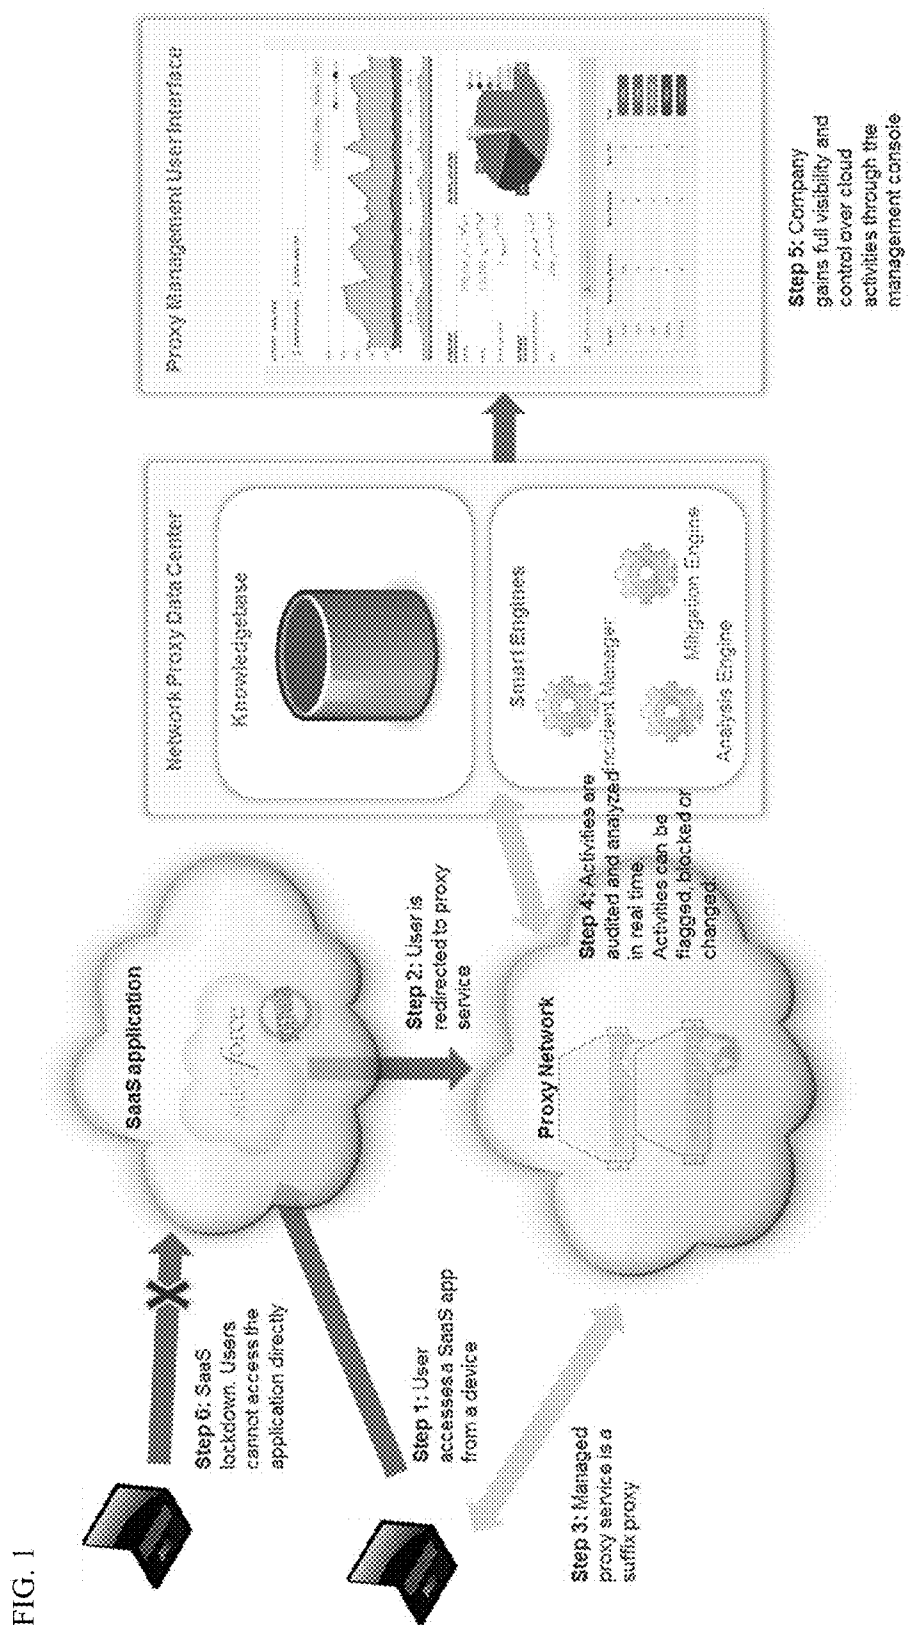 FIG. 1
SaaS application
Step 6: SaaS
lockdown. Users
cannot access the
application directly
Step 1: User
accesses a SaaS app
from a device
Step 2: User is
redirected to proxy
service
Step 3: Managed
proxy service is a
suffix proxy
Proxy Network
Step 4: Activities are
audited and analyzed
in real time.
Activities can be
flagged, blocked or
changed.
Network Proxy Data Center
Knowledgebase
Smart Engines
Incident Manager
Mitigation Engine
Analysis Engine
Proxy Management User Interface
Step 5: Company
gains full visibility and
control over cloud
activities through the
management console